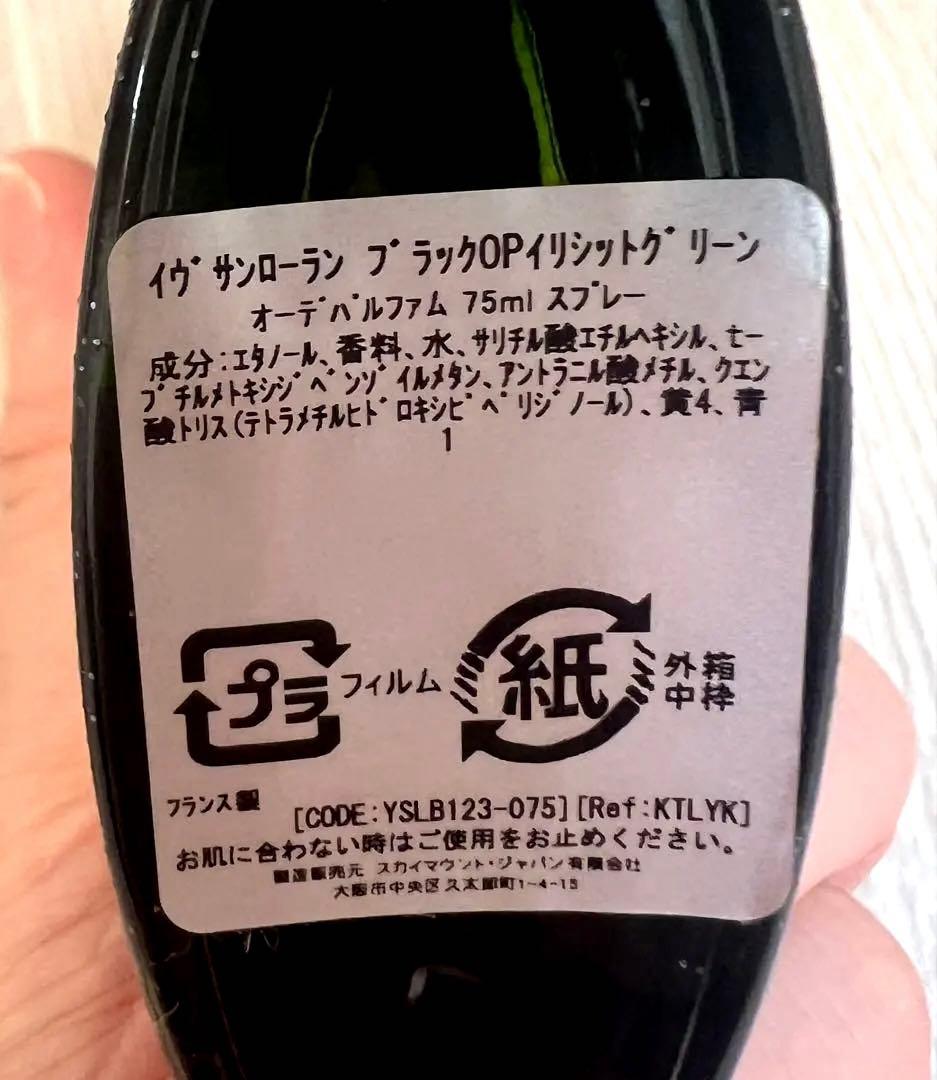 イヴサンローラン ブラックOPイリシットグリーン
オーデパルファム 75ml スプレー
成分:エタノール、香料、水、サリチル酸エチルヘキシル、t-
ブチルメトキシジベンゾイルメタン、アントラニル酸メチル、クエン
酸トリス(テトラメチルヒドロキシピペリジノール)、黄4、青
1
プラ フィルム 紙 外箱
中枠
フランス製
[CODE:YSLB123-075][Ref:KTLYK]
お肌に合わない時はご使用をお止めください。
製造販売元 スカイマウント・ジャパン有限会社
大阪市中央区久太郎町1-4-15